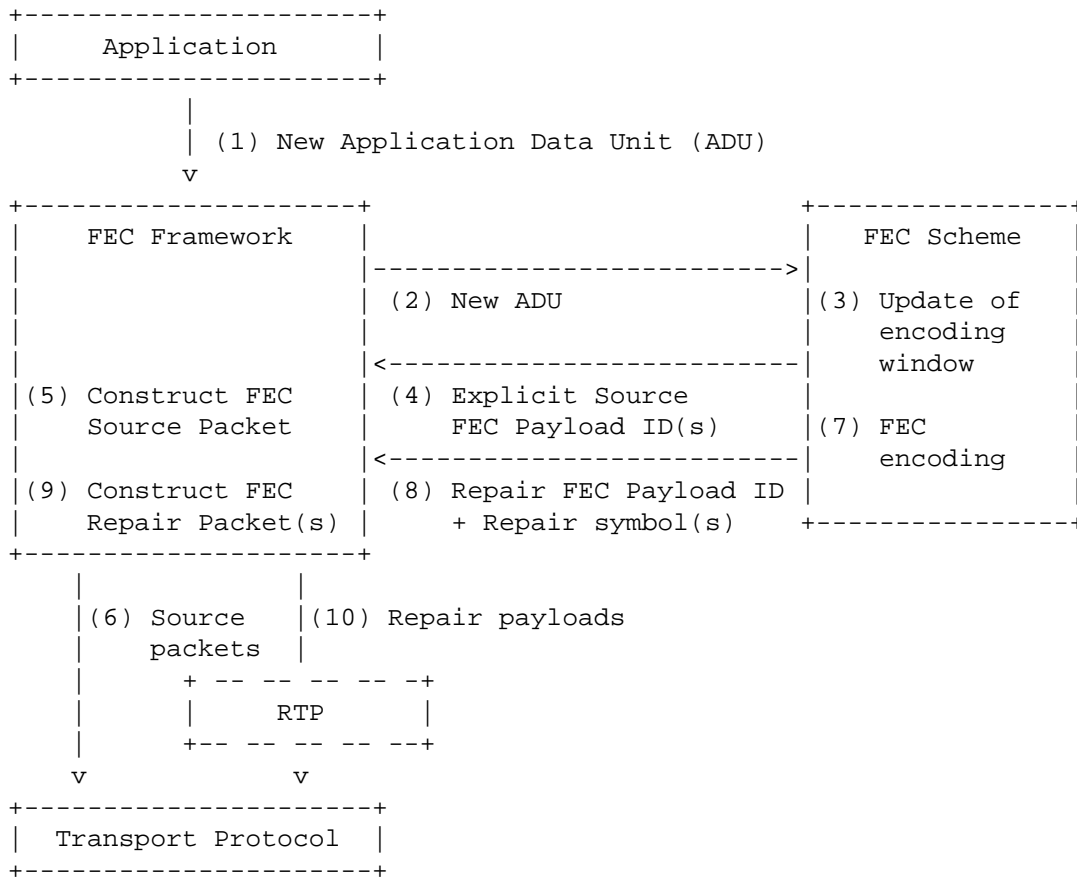 Application
(1) New Application Data Unit (ADU)
v
FEC Framework FEC Scheme
(2) New ADU (3) Update of
encoding
window
(5) Construct FEC (4) Explicit Source
Source Packet FEC Payload ID(s) (7) FEC
encoding
(9) Construct FEC (8) Repair FEC Payload ID
Repair Packet(s) + Repair symbol(s)
(6) Source (10) Repair payloads
packets
RTP
v v
Transport Protocol